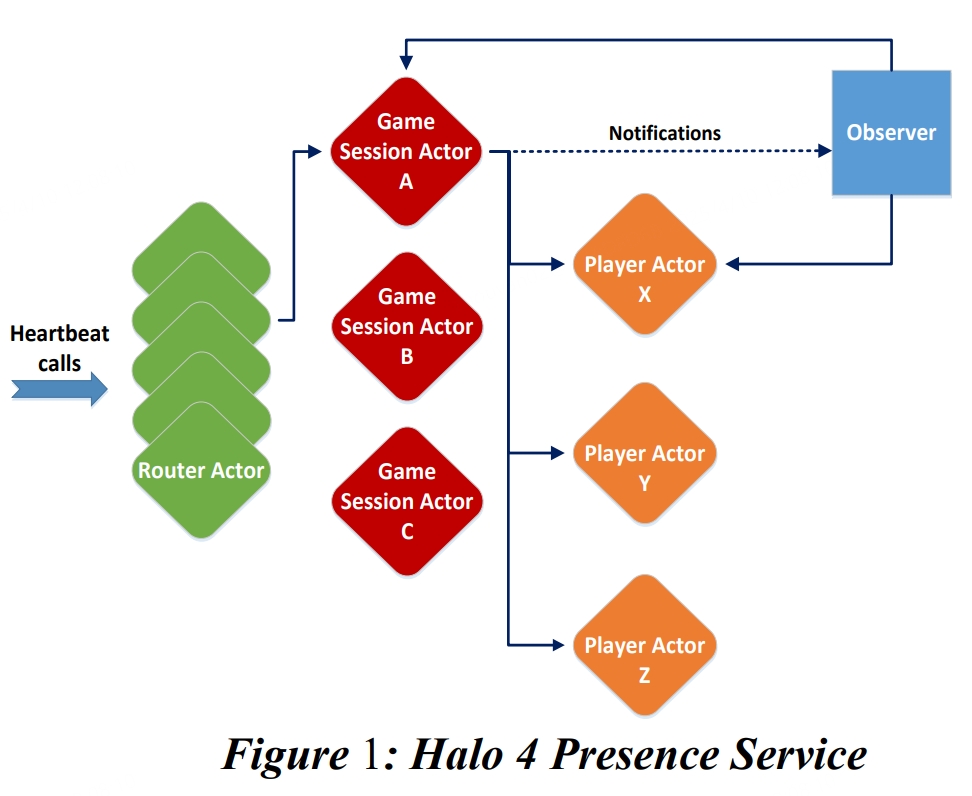 Game
Session Actor
A
Notifications
Observer
Player Actor
X
Game
Session Actor
B
Heartbeat
calls
Router Actor
Player Actor
Y
Game
Session Actor
C
Player Actor
Z
Figure 1: Halo 4 Presence Service